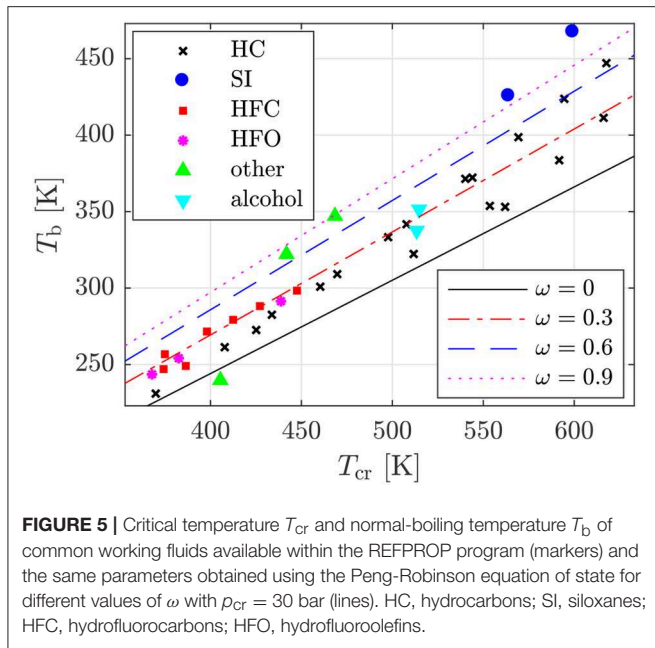 450
400
350
300
250
T_b [K]
HC
SI
HFC
HFO
other
alcohol
ω = 0
ω = 0.3
ω = 0.6
ω = 0.9
400 450 500 550 600
T_cr [K]
FIGURE 5 | Critical temperature T_cr and normal-boiling temperature T_b of
common working fluids available within the REFPROP program (markers) and
the same parameters obtained using the Peng-Robinson equation of state for
different values of ω with p_cr = 30 bar (lines). HC, hydrocarbons; SI, siloxanes;
HFC, hydrofluorocarbons; HFO, hydrofluoroolefins.